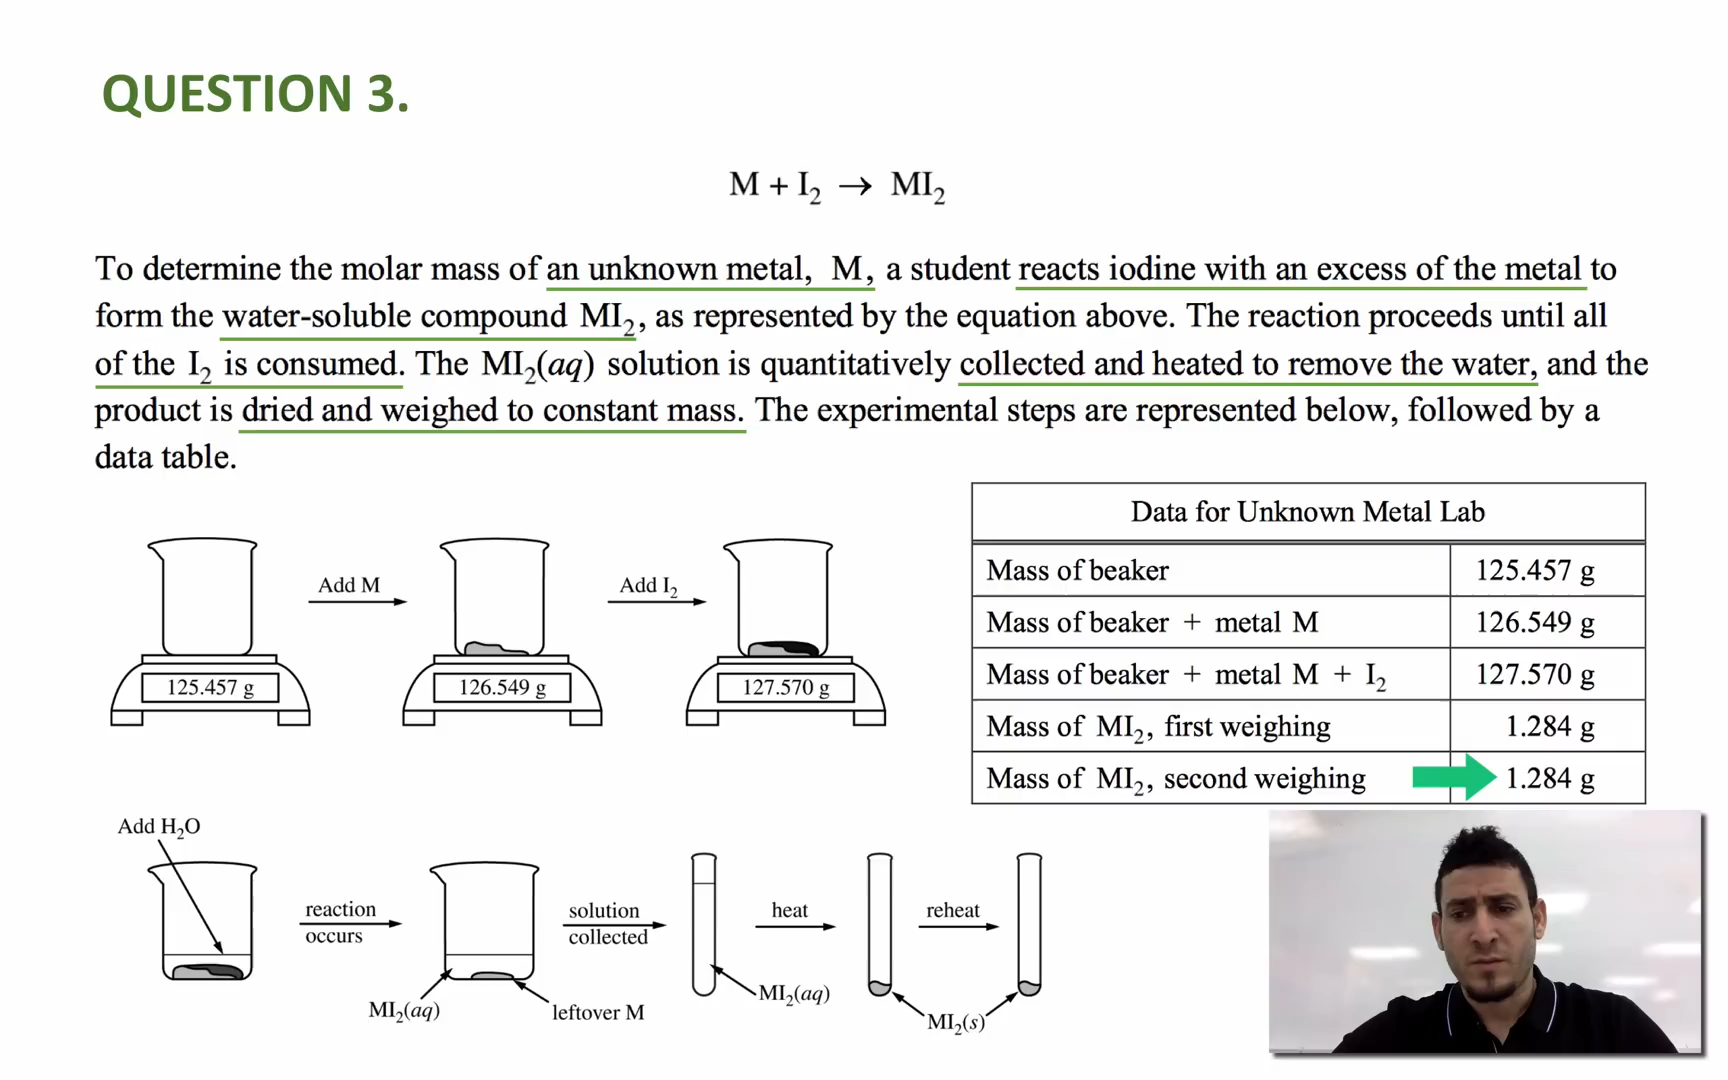 QUESTION 3.
M + I₂ → MI₂
To determine the molar mass of an unknown metal, M, a student reacts iodine with an excess of the metal to
form the water-soluble compound MI₂, as represented by the equation above. The reaction proceeds until all
of the I₂ is consumed. The MI₂(aq) solution is quantitatively collected and heated to remove the water, and the
product is dried and weighed to constant mass. The experimental steps are represented below, followed by a
data table.
Add M
Add I₂
125.457 g
126.549 g
127.570 g
Data for Unknown Metal Lab
Mass of beaker 125.457 g
Mass of beaker + metal M 126.549 g
Mass of beaker + metal M + I₂ 127.570 g
Mass of MI₂, first weighing 1.284 g
Mass of MI₂, second weighing 1.284 g
Add H₂O
reaction
occurs
solution
collected
heat
reheat
MI₂(aq)
leftover M
MI₂(aq)
MI₂(s)